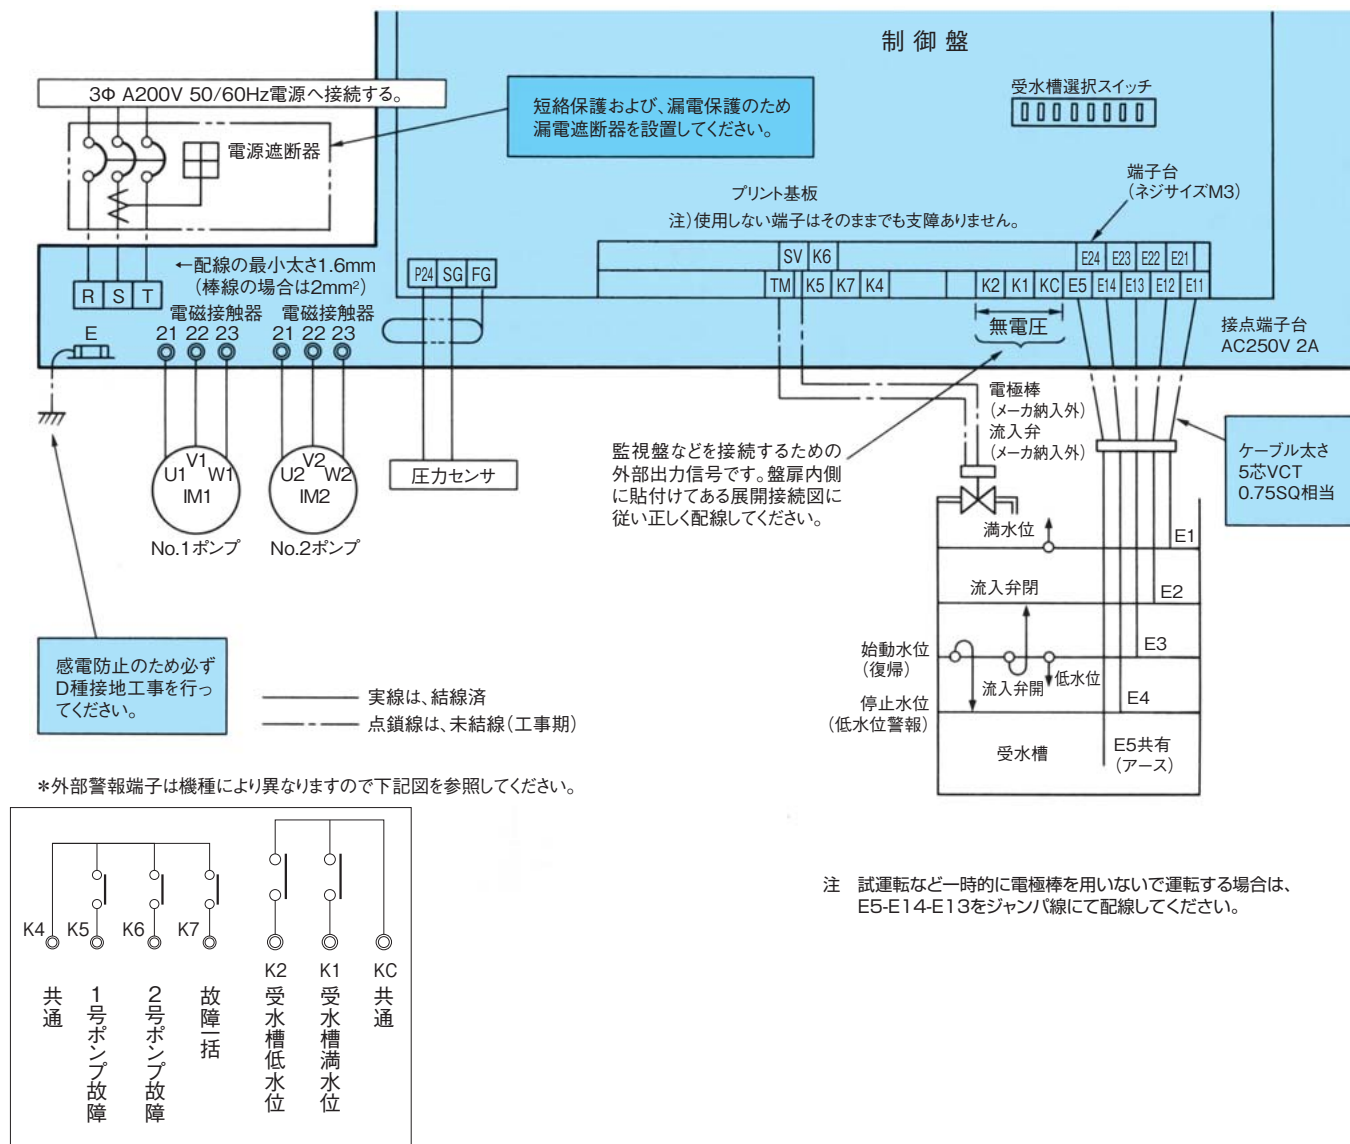 制御盤
3Φ A200V 50/60Hz電源へ接続する。
短絡保護および、漏電保護のため
漏電遮断器を設置してください。
受水槽選択スイッチ
電源遮断器
端子台
(ネジサイズM3)
プリント基板
注)使用しない端子はそのままでも支障ありません。
SV K6 E24 E23 E22 E21
P24 SG FG
TM K5 K7 K4 K2 K1 KC E5 E14 E13 E12 E11
←配線の最小太さ1.6mm
(棒線の場合は2mm²)
R S T
無電圧
接点端子台
AC250V 2A
電磁接触器 電磁接触器
E 21 22 23 21 22 23
電極棒
(メーカ納入外)
流入弁
(メーカ納入外)
監視盤などを接続するための
外部出力信号です。盤扉内側
に貼付けてある展開接続図に
従い正しく配線してください。
ケーブル太さ
5芯VCT
0.75SQ相当
U1 V1 W1
IM1
U2 V2 W2
IM2
圧力センサ
No.1ポンプ No.2ポンプ
満水位
E1
流入弁閉
E2
始動水位
(復帰)
E3
流入弁開
低水位
停止水位
(低水位警報)
E4
受水槽
E5共有
(アース)
感電防止のため必ず
D種接地工事を行っ
てください。
実線は、結線済
点鎖線は、未結線(工事期)
*外部警報端子は機種により異なりますので下記図を参照してください。
K4 K5 K6 K7
K2 K1 KC
共通
1号ポンプ故障
2号ポンプ故障
故障一括
受水槽低水位
受水槽満水位
共通
注 試運転など一時的に電極棒を用いないで運転する場合は、
E5-E14-E13をジャンパ線にて配線してください。